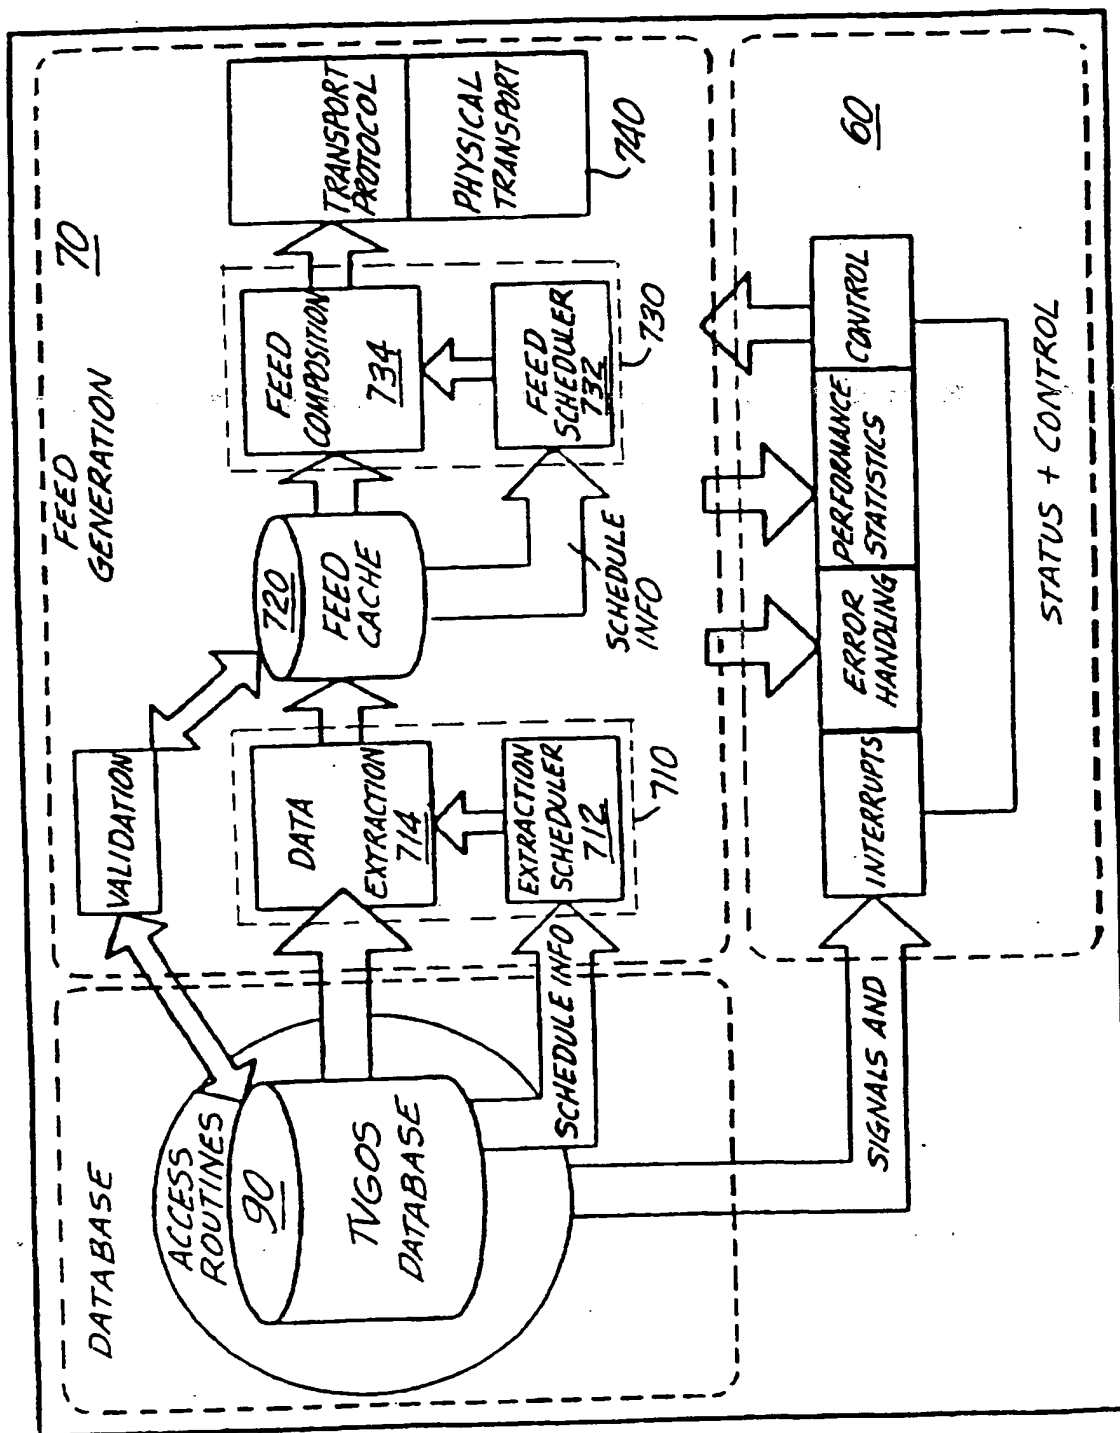 DATABASE
ACCESS
ROUTINES
90
TVGOS
DATABASE
FEED
GENERATION
70
VALIDATION
DATA
EXTRACTION
714
EXTRACTION
SCHEDULER
712
710
SCHEDULE INFO
720
FEED
CACHE
SCHEDULE
INFO
FEED
COMPOSITION
734
FEED
SCHEDULER
732
730
TRANSPORT
PROTOCOL
PHYSICAL
TRANSPORT
740
SIGNALS AND
INTERRUPTS
ERROR
HANDLING
PERFORMANCE
STATISTICS
CONTROL
60
STATUS + CONTROL